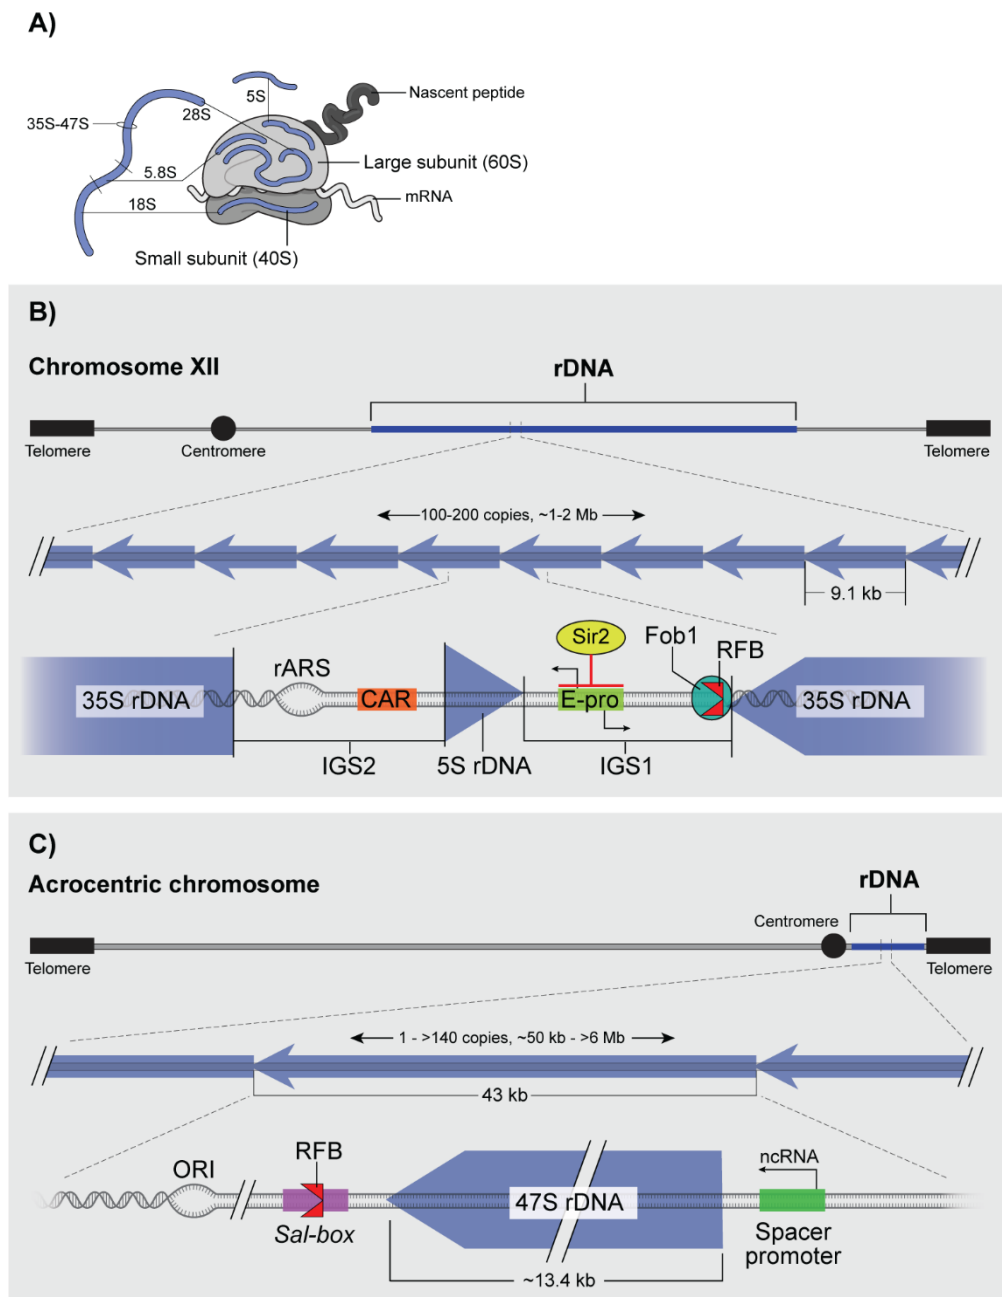 A)
5S
Nascent peptide
28S
35S-47S
Large subunit (60S)
5.8S
mRNA
18S
Small subunit (40S)
B)
Chromosome XII
rDNA
Telomere
Centromere
Telomere
100-200 copies, ~1-2 Mb
9.1 kb
Sir2
Fob1
RFB
rARS
35S rDNA
CAR
E-pro
35S rDNA
IGS2
5S rDNA
IGS1
C)
Acrocentric chromosome
rDNA
Centromere
Telomere
Telomere
1 - >140 copies, ~50 kb - >6 Mb
43 kb
ORI
RFB
ncRNA
47S rDNA
Sal-box
Spacer
promoter
~13.4 kb